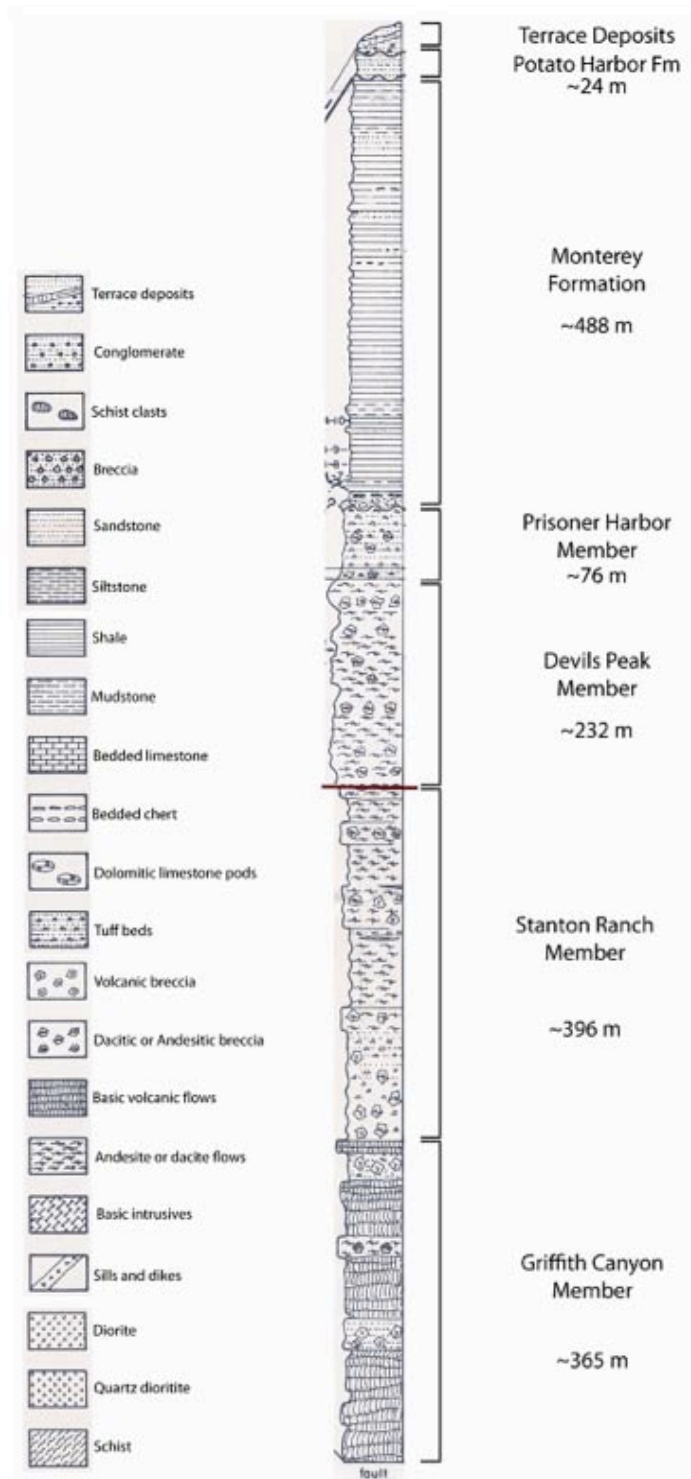 Terrace Deposits
Potato Harbor Fm
~24 m
Monterey
Formation
~488 m
Prisoner Harbor
Member
~76 m
Devils Peak
Member
~232 m
Stanton Ranch
Member
~396 m
Griffith Canyon
Member
~365 m
Terrace deposits
Conglomerate
Schist clasts
Breccia
Sandstone
Siltstone
Shale
Mudstone
Bedded limestone
Bedded chert
Dolomitic limestone pods
Tuff beds
Volcanic breccia
Dacitic or Andesitic breccia
Basic volcanic flows
Andesite or dacite flows
Basic intrusives
Sills and dikes
Diorite
Quartz dioritite
Schist
fault